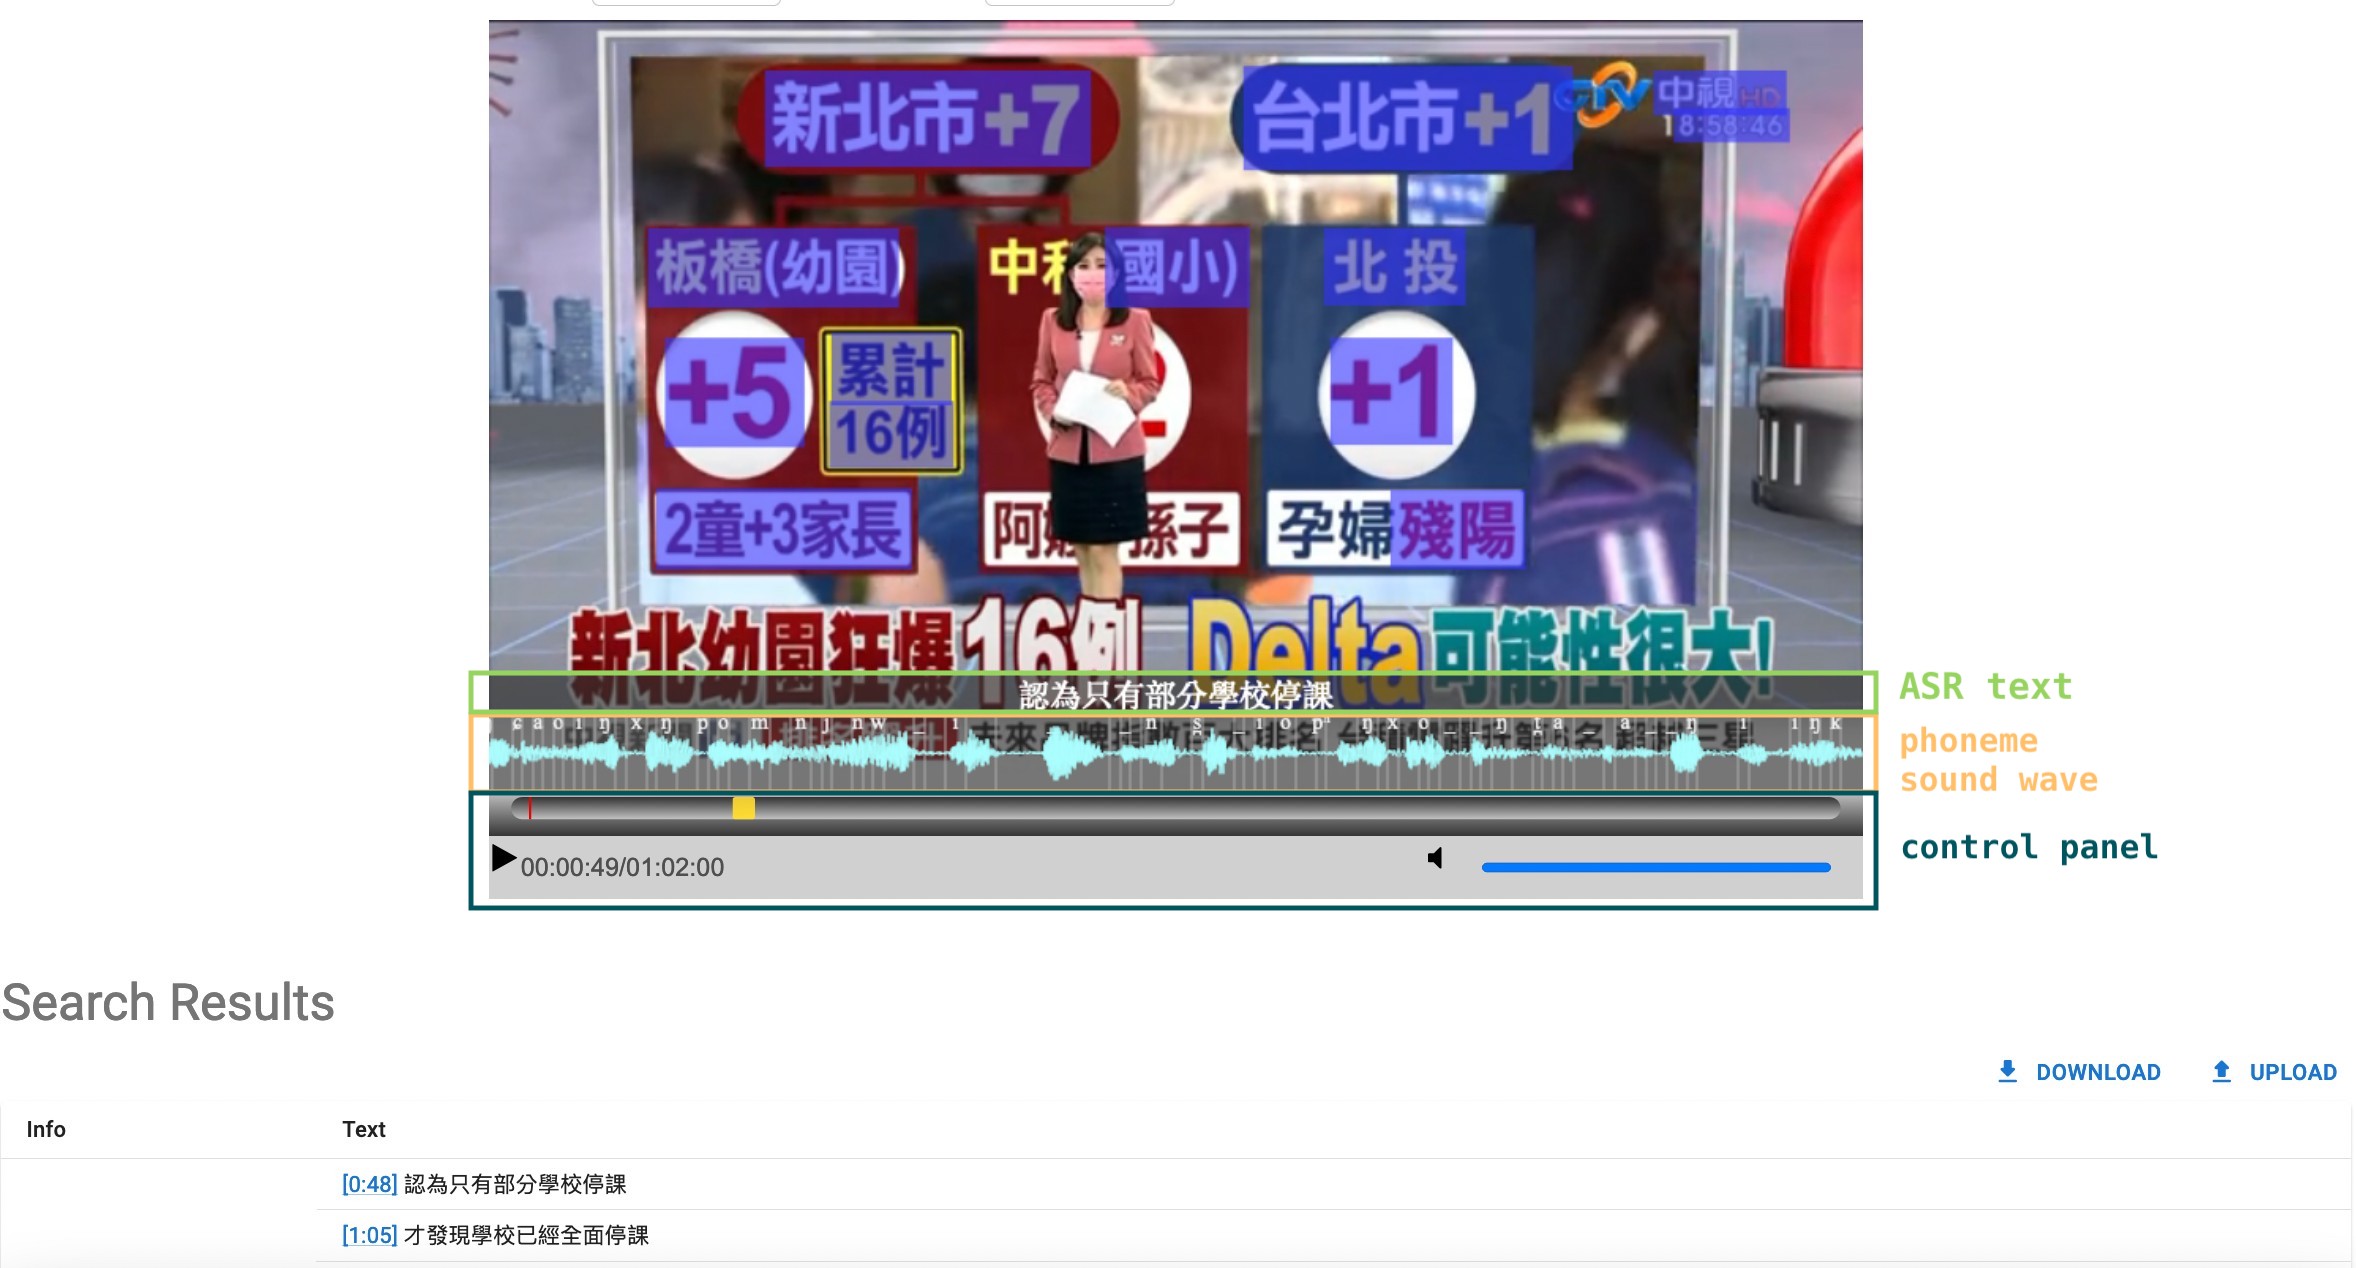 新北市+7
台北市+1
CTV 中視HD
18:58:46
板橋(幼園)
國小)
北投
+5
累計
16例
+1
2童+3家長
孫子
孕婦殘陽
新北幼園狂爆16例 Delta可能性很大!
認為只有部分學校停課
ASR text
phoneme
sound wave
control panel
00:00:49/01:02:00
Search Results
DOWNLOAD
UPLOAD
Info
Text
[0:48] 認為只有部分學校停課
[1:05] 才發現學校已經全面停課